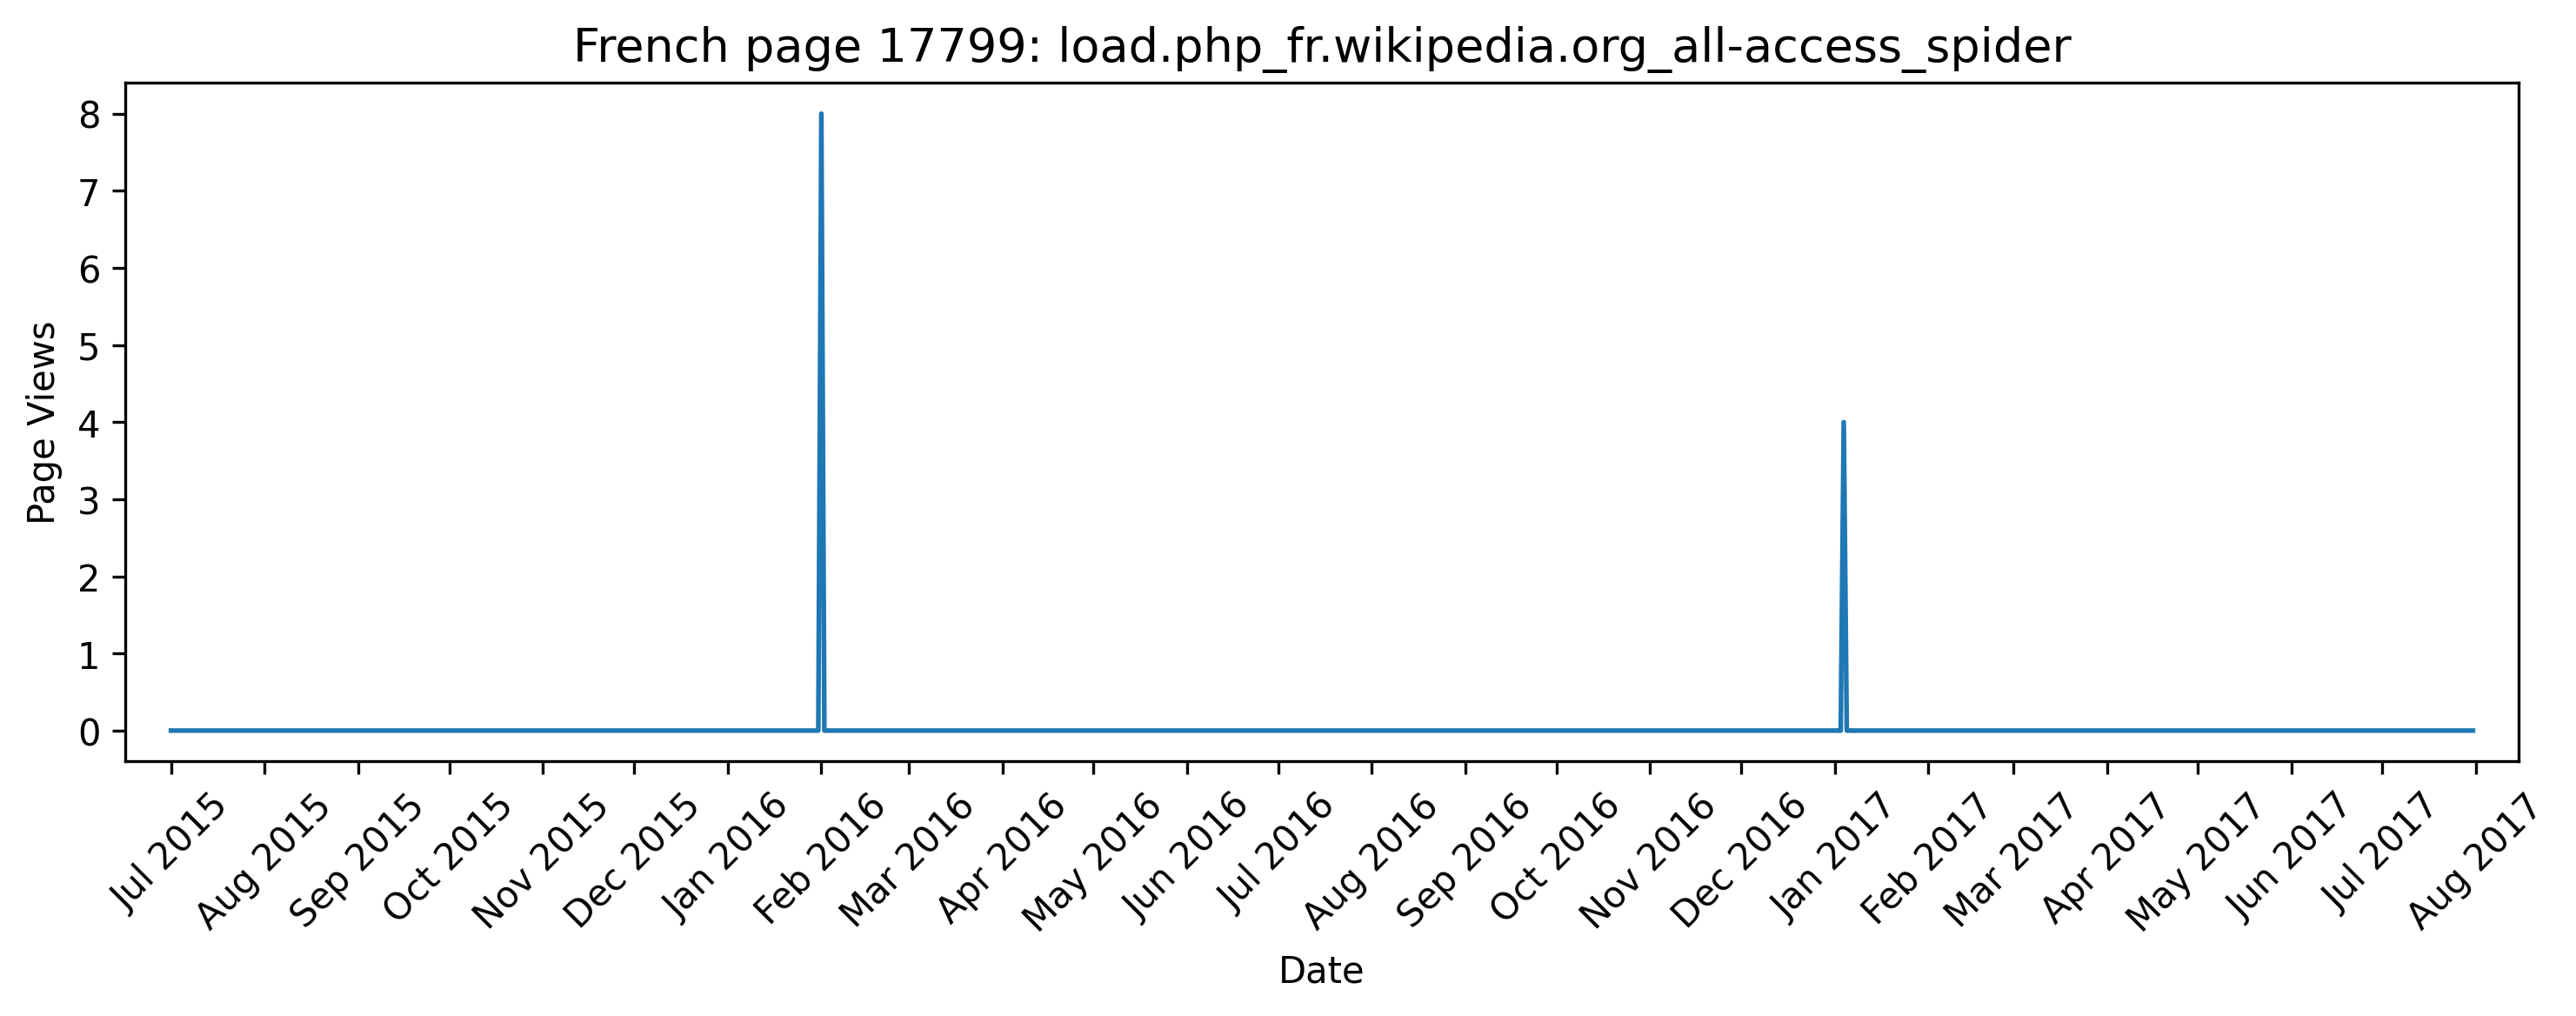 French page 17799: load.php_fr.wikipedia.org_all-access_spider
8
7
6
5
4
3
2
1
0
Page Views
Jul 2015
Aug 2015
Sep 2015
Oct 2015
Nov 2015
Dec 2015
Jan 2016
Feb 2016
Mar 2016
Apr 2016
May 2016
Jun 2016
Jul 2016
Aug 2016
Sep 2016
Oct 2016
Nov 2016
Dec 2016
Jan 2017
Feb 2017
Mar 2017
Apr 2017
May 2017
Jun 2017
Jul 2017
Aug 2017
Date